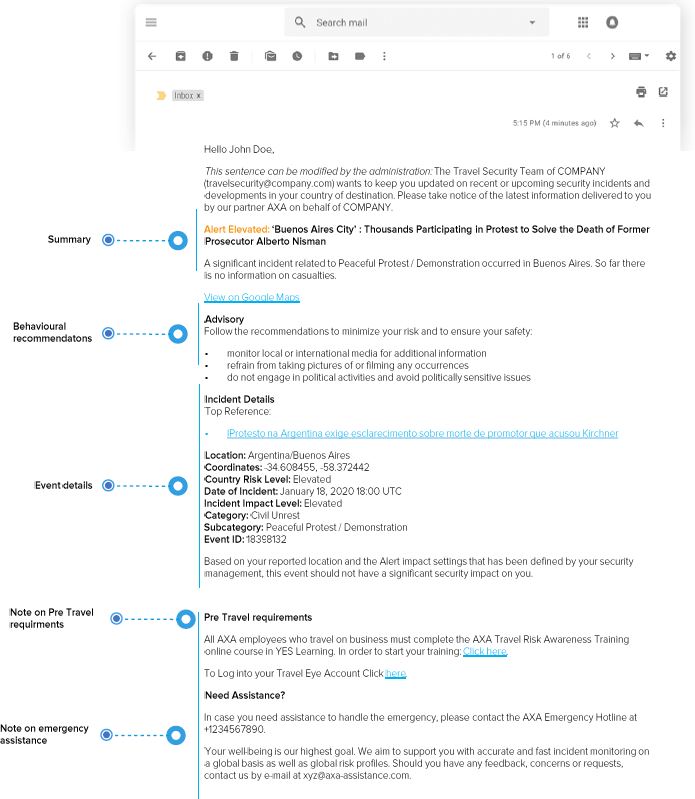 Search mail
1 of 6
Inbox x
5:15 PM (4 minutes ago)
Hello John Doe,
This sentence can be modified by the administration: The Travel Security Team of COMPANY
(travelsecurity@company.com) wants to keep you updated on recent or upcoming security incidents and
developments in your country of destination. Please take notice of the latest information delivered to you
by our partner AXA on behalf of COMPANY.
Summary
Alert Elevated: ‘Buenos Aires City’ : Thousands Participating in Protest to Solve the Death of Former
Prosecutor Alberto Nisman
A significant incident related to Peaceful Protest / Demonstration occurred in Buenos Aires. So far there
is no information on casualties.
View on Google Maps
Behavioural
recommendatons
Advisory
Follow the recommendations to minimize your risk and to ensure your safety:
• monitor local or international media for additional information
• refrain from taking pictures of or filming any occurrences
• do not engage in political activities and avoid politically sensitive issues
Event details
Incident Details
Top Reference:
• Protesto na Argentina exige esclarecimento sobre morte de promotor que acusou Kirchner
Location: Argentina/Buenos Aires
Coordinates: -34.608455, -58.372442
Country Risk Level: Elevated
Date of Incident: January 18, 2020 18:00 UTC
Incident Impact Level: Elevated
Category: Civil Unrest
Subcategory: Peaceful Protest / Demonstration
Event ID: 18398132
Based on your reported location and the Alert impact settings that has been defined by your security
management, this event should not have a significant security impact on you.
Note on Pre Travel
requirments
Pre Travel requirements
All AXA employees who travel on business must complete the AXA Travel Risk Awareness Training
online course in YES Learning. In order to start your training: Click here.
To Log into your Travel Eye Account Click here.
Note on emergency
assistance
Need Assistance?
In case you need assistance to handle the emergency, please contact the AXA Emergency Hotline at
+1234567890.
Your well-being is our highest goal. We aim to support you with accurate and fast incident monitoring on
a global basis as well as global risk profiles. Should you have any feedback, concerns or requests,
contact us by e-mail at xyz@axa-assistance.com.